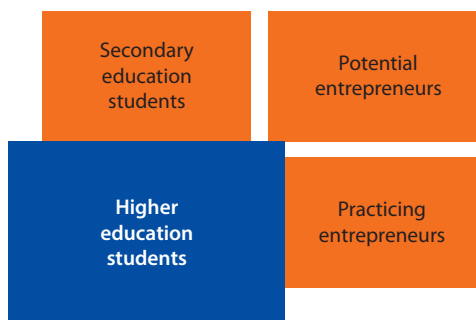 Secondary
education
students
Potential
entrepreneurs
Higher
education
students
Practicing
entrepreneurs